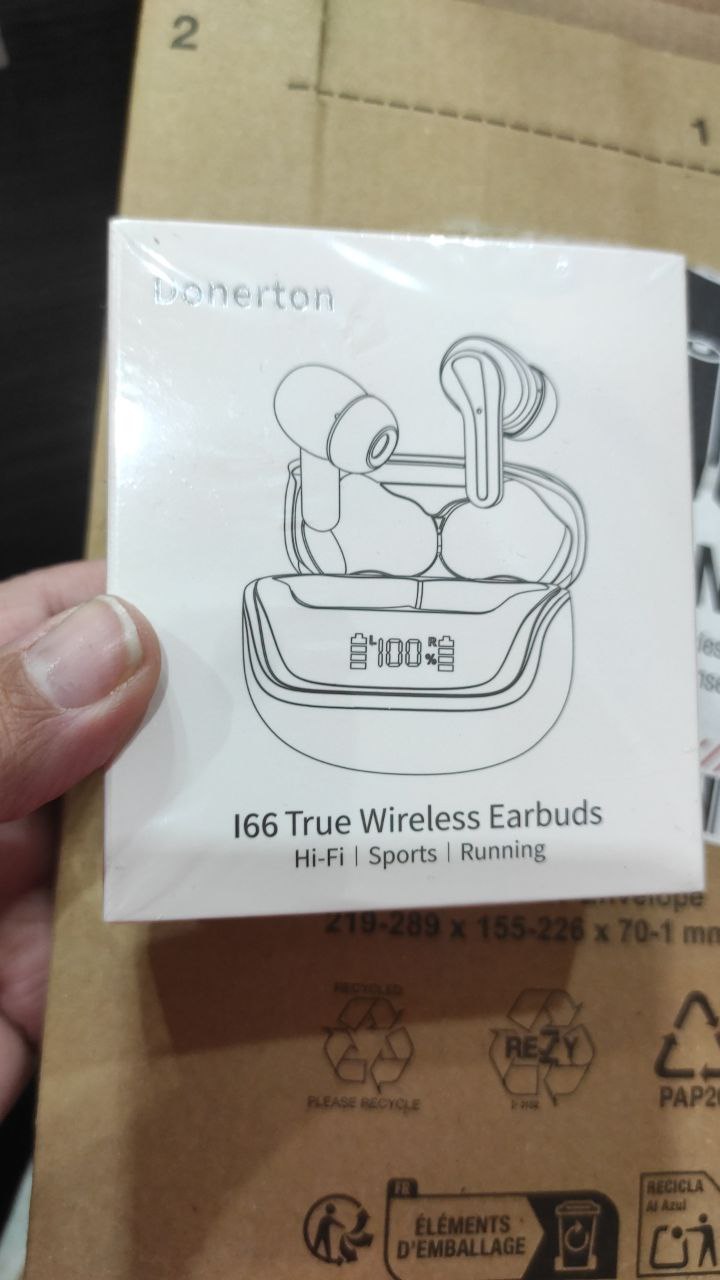 2
1
Donerton
L 100 % R
I66 True Wireless Earbuds
Hi-Fi | Sports | Running
Envelope
219-289 x 155-226 x 70-1 mm
RECYCLED
PLEASE RECYCLE
REZY
FR
ÉLÉMENTS
D'EMBALLAGE
RECICLA
Al Azul